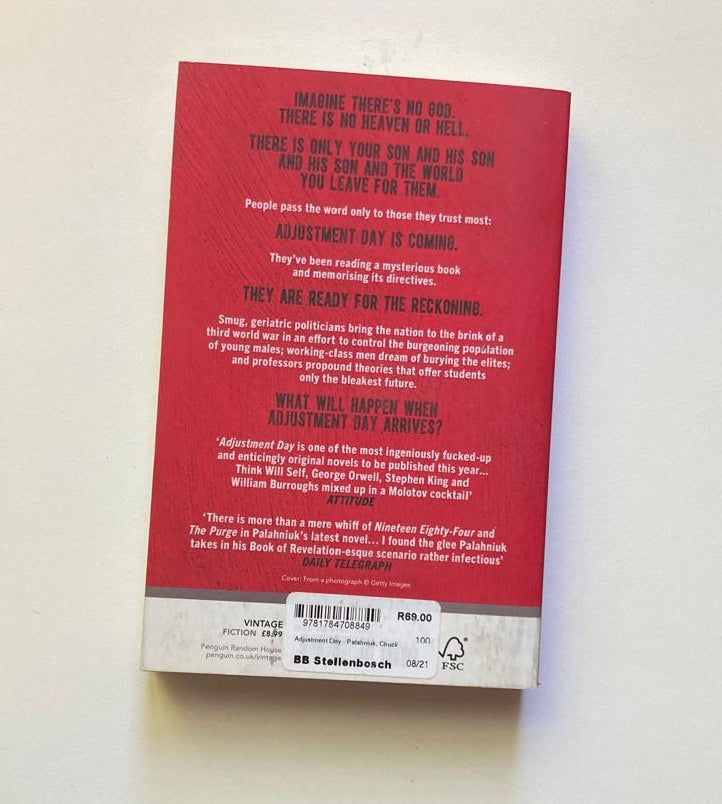 IMAGINE THERE'S NO GOD.
THERE IS NO HEAVEN OR HELL.
THERE IS ONLY YOUR SON AND HIS SON
AND HIS SON AND THE WORLD
YOU LEAVE FOR THEM.
People pass the word only to those they trust most:
ADJUSTMENT DAY IS COMING.
They've been reading a mysterious book
and memorising its directives.
THEY ARE READY FOR THE RECKONING.
Smug, geriatric politicians bring the nation to the brink of a
third world war in an effort to control the burgeoning population
of young males; working-class men dream of burying the elites;
and professors propound theories that offer students
only the bleakest future.
WHAT WILL HAPPEN WHEN
ADJUSTMENT DAY ARRIVES?
'Adjustment Day is one of the most ingeniously fucked-up
and enticingly original novels to be published this year...
Think Will Self, George Orwell, Stephen King and
William Burroughs mixed up in a Molotov cocktail'
ATTITUDE
'There is more than a mere whiff of Nineteen Eighty-Four and
The Purge in Palahniuk's latest novel... I found the glee Palahniuk
takes in his Book of Revelation-esque scenario rather infectious'
DAILY TELEGRAPH
Cover: From a photograph © Getty Images
VINTAGE
FICTION £8.99
Penguin Random House
penguin.co.uk/vintage
R69.00
9781784708849
Adjustment Day - Palahniuk, Chuck 100
BB Stellenbosch 08/21
FSC